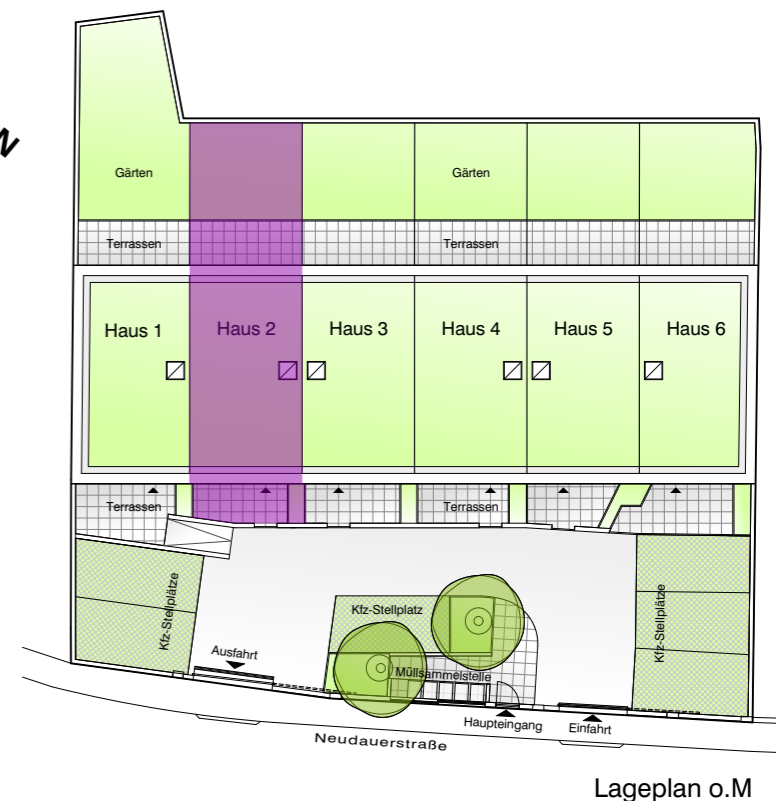 N
Gärten
Gärten
Terrassen
Terrassen
Haus 1
Haus 2
Haus 3
Haus 4
Haus 5
Haus 6
Terrassen
Terrassen
Kfz-Stellplätze
Kfz-Stellplatz
Kfz-Stellplätze
Ausfahrt
Müllsammelstelle
Haupteingang
Einfahrt
Neudauerstraße
Lageplan o.M